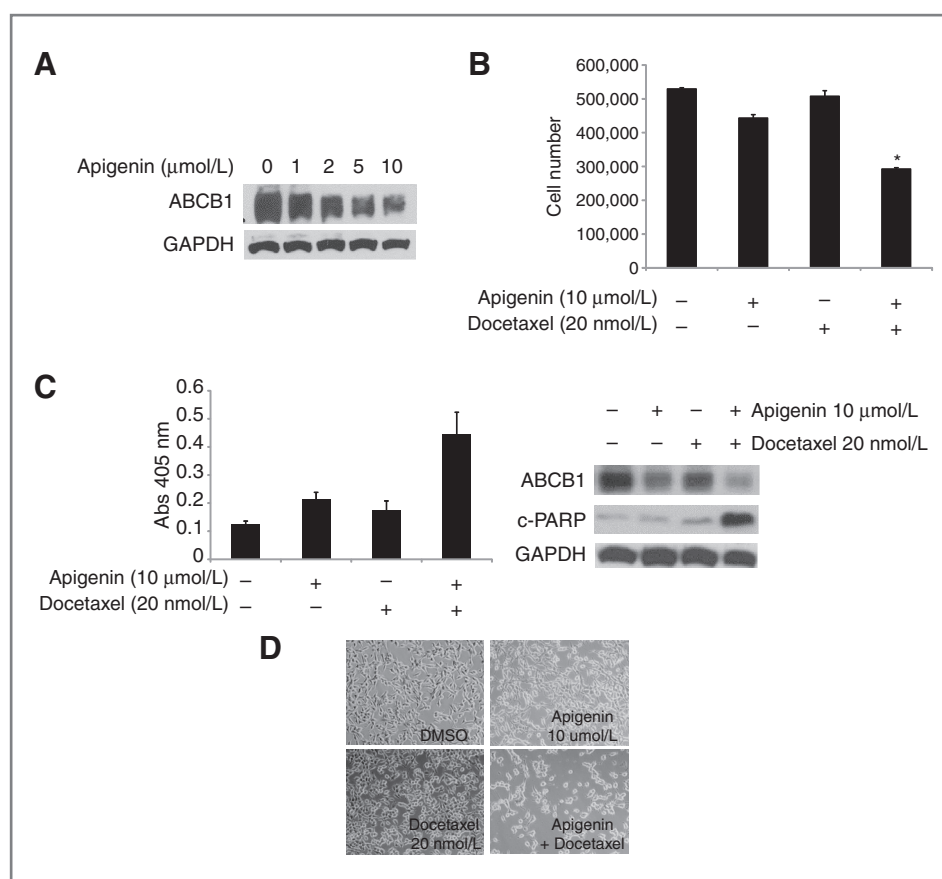 A
Apigenin (μmol/L) 0 1 2 5 10
ABCB1
GAPDH
B
Cell number
600,000
500,000
400,000
300,000
200,000
100,000
0
*
Apigenin (10 μmol/L) − + − +
Docetaxel (20 nmol/L) − − + +
C
Abs 405 nm
0.6
0.5
0.4
0.3
0.2
0.1
0
Apigenin (10 μmol/L) − + − +
Docetaxel (20 nmol/L) − − + +
− + − + Apigenin 10 μmol/L
− − + + Docetaxel 20 nmol/L
ABCB1
c-PARP
GAPDH
D
DMSO
Apigenin
10 umol/L
Docetaxel
20 nmol/L
Apigenin
+ Docetaxel